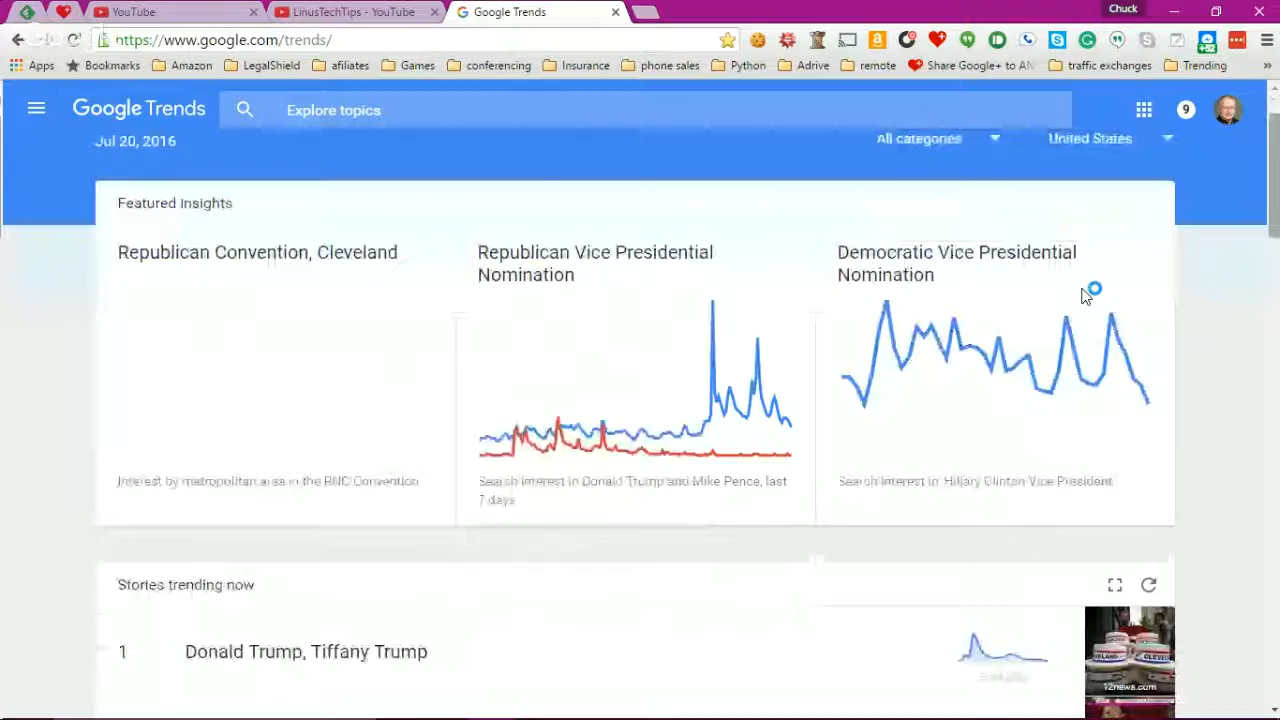 YouTube
LinusTechTips - YouTube
Google Trends
Chuck
https://www.google.com/trends/
+52
Apps
Bookmarks
Amazon
LegalShield
afiliates
Games
conferencing
Insurance
phone sales
Python
Adrive
remote
Share Google+ to AN
traffic exchanges
Trending
»
Google Trends
Explore topics
9
Jul 20, 2016
All categories
United States
Featured Insights
Republican Convention, Cleveland
Interest by metropolitan area in the RNC Convention
Republican Vice Presidential
Nomination
Search interest in Donald Trump and Mike Pence, last
7 days
Democratic Vice Presidential
Nomination
Search interest in Hillary Clinton Vice President
Stories trending now
1
Donald Trump, Tiffany Trump
12news.com